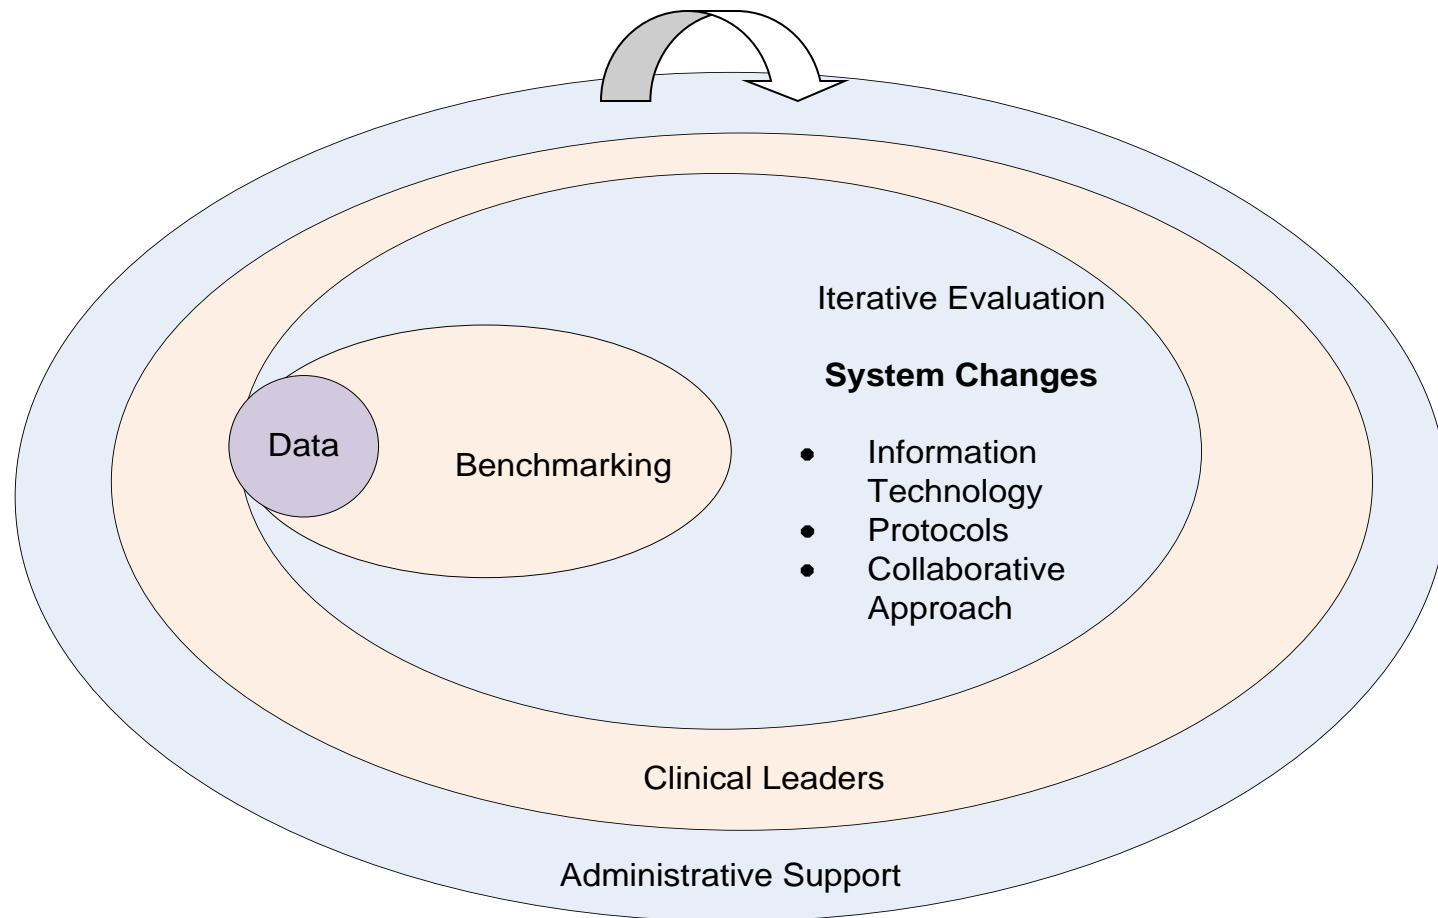 Iterative Evaluation
System Changes
Data
Benchmarking
• Information
Technology
• Protocols
• Collaborative
Approach
Clinical Leaders
Administrative Support